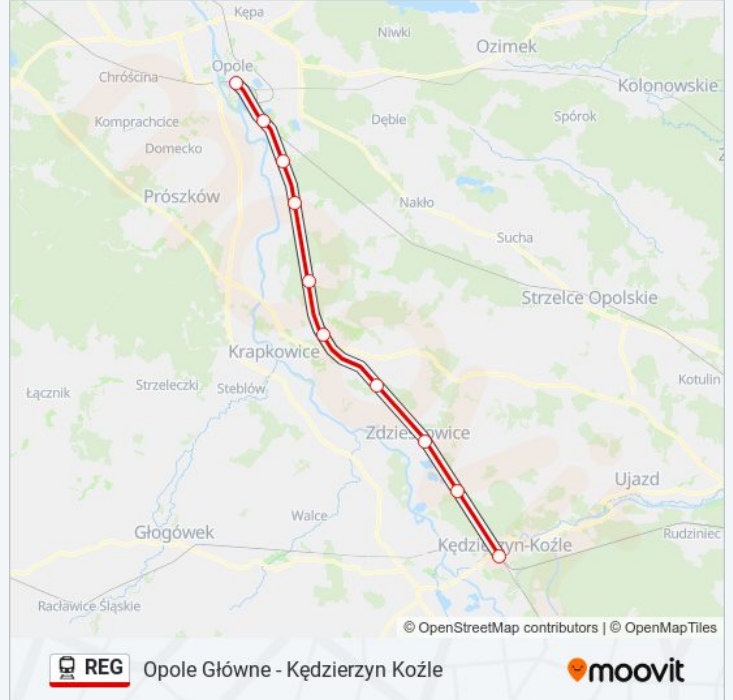 Kępa
Niwki
Ozimek
Opole
Chróścina
Kolonowskie
Komprachcice
Dębie
Spórok
Domecko
Prószków
Nakło
Sucha
Strzelce Opolskie
Krapkowice
Kotulin
Łącznik
Strzeleczki
Steblów
Zdzieszowice
Ujazd
Walce
Głogówek
Rudziniec
Kędzierzyn-Koźle
Racławice Śląskie
© OpenStreetMap contributors | © OpenMapTiles
REG Opole Główne - Kędzierzyn Koźle
moovit